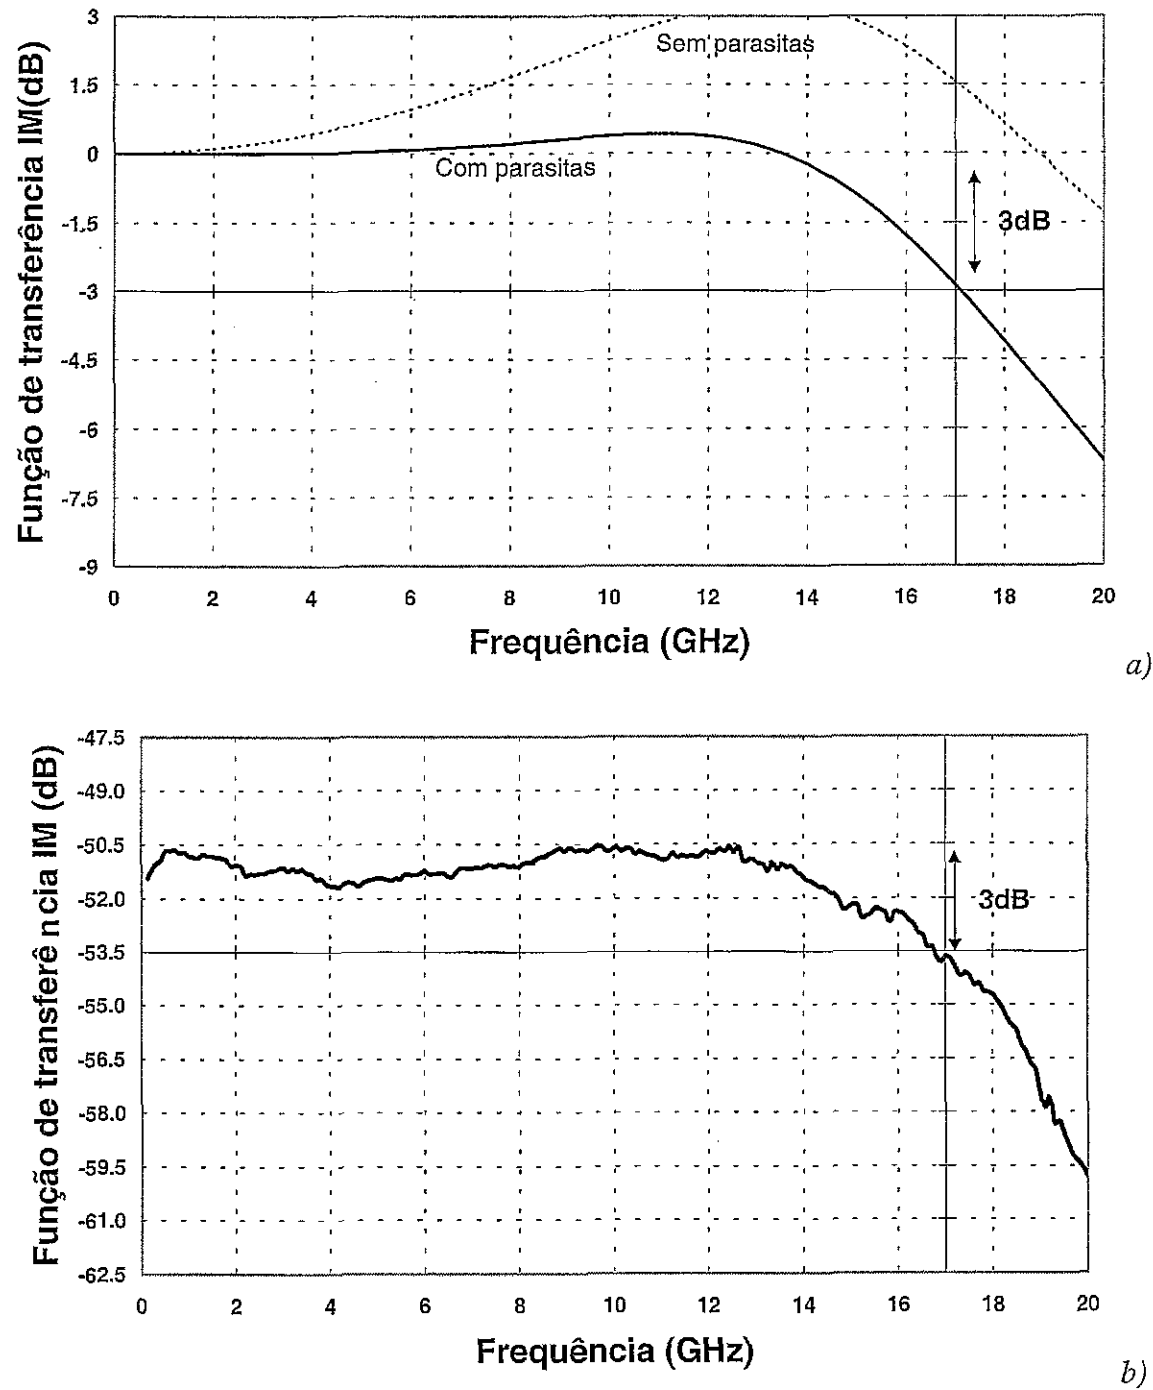 Função de transferência IM(dB)
3
1.5
0
-1.5
-3
-4.5
-6
-7.5
-9
Sem parasitas
Com parasitas
3dB
0 2 4 6 8 10 12 14 16 18 20
Frequência (GHz)
a)
Função de transferência IM (dB)
-47.5
-49.0
-50.5
-52.0
-53.5
-55.0
-56.5
-58.0
-59.5
-61.0
-62.5
3dB
0 2 4 6 8 10 12 14 16 18 20
Frequência (GHz)
b)